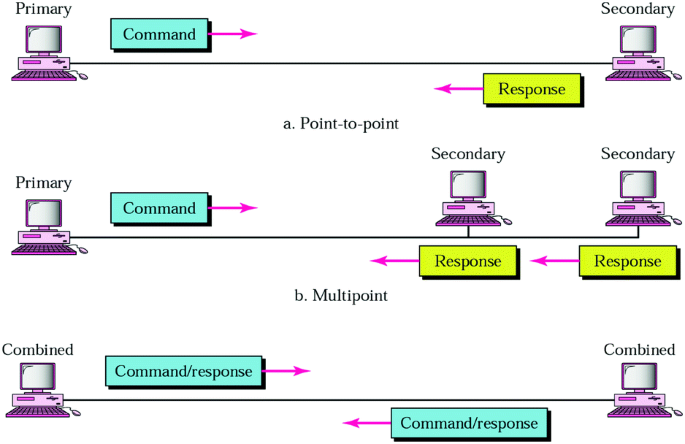 Primary
Secondary
Command
Response
a. Point-to-point
Secondary
Secondary
Primary
Command
Response
Response
b. Multipoint
Combined
Combined
Command/response
Command/response